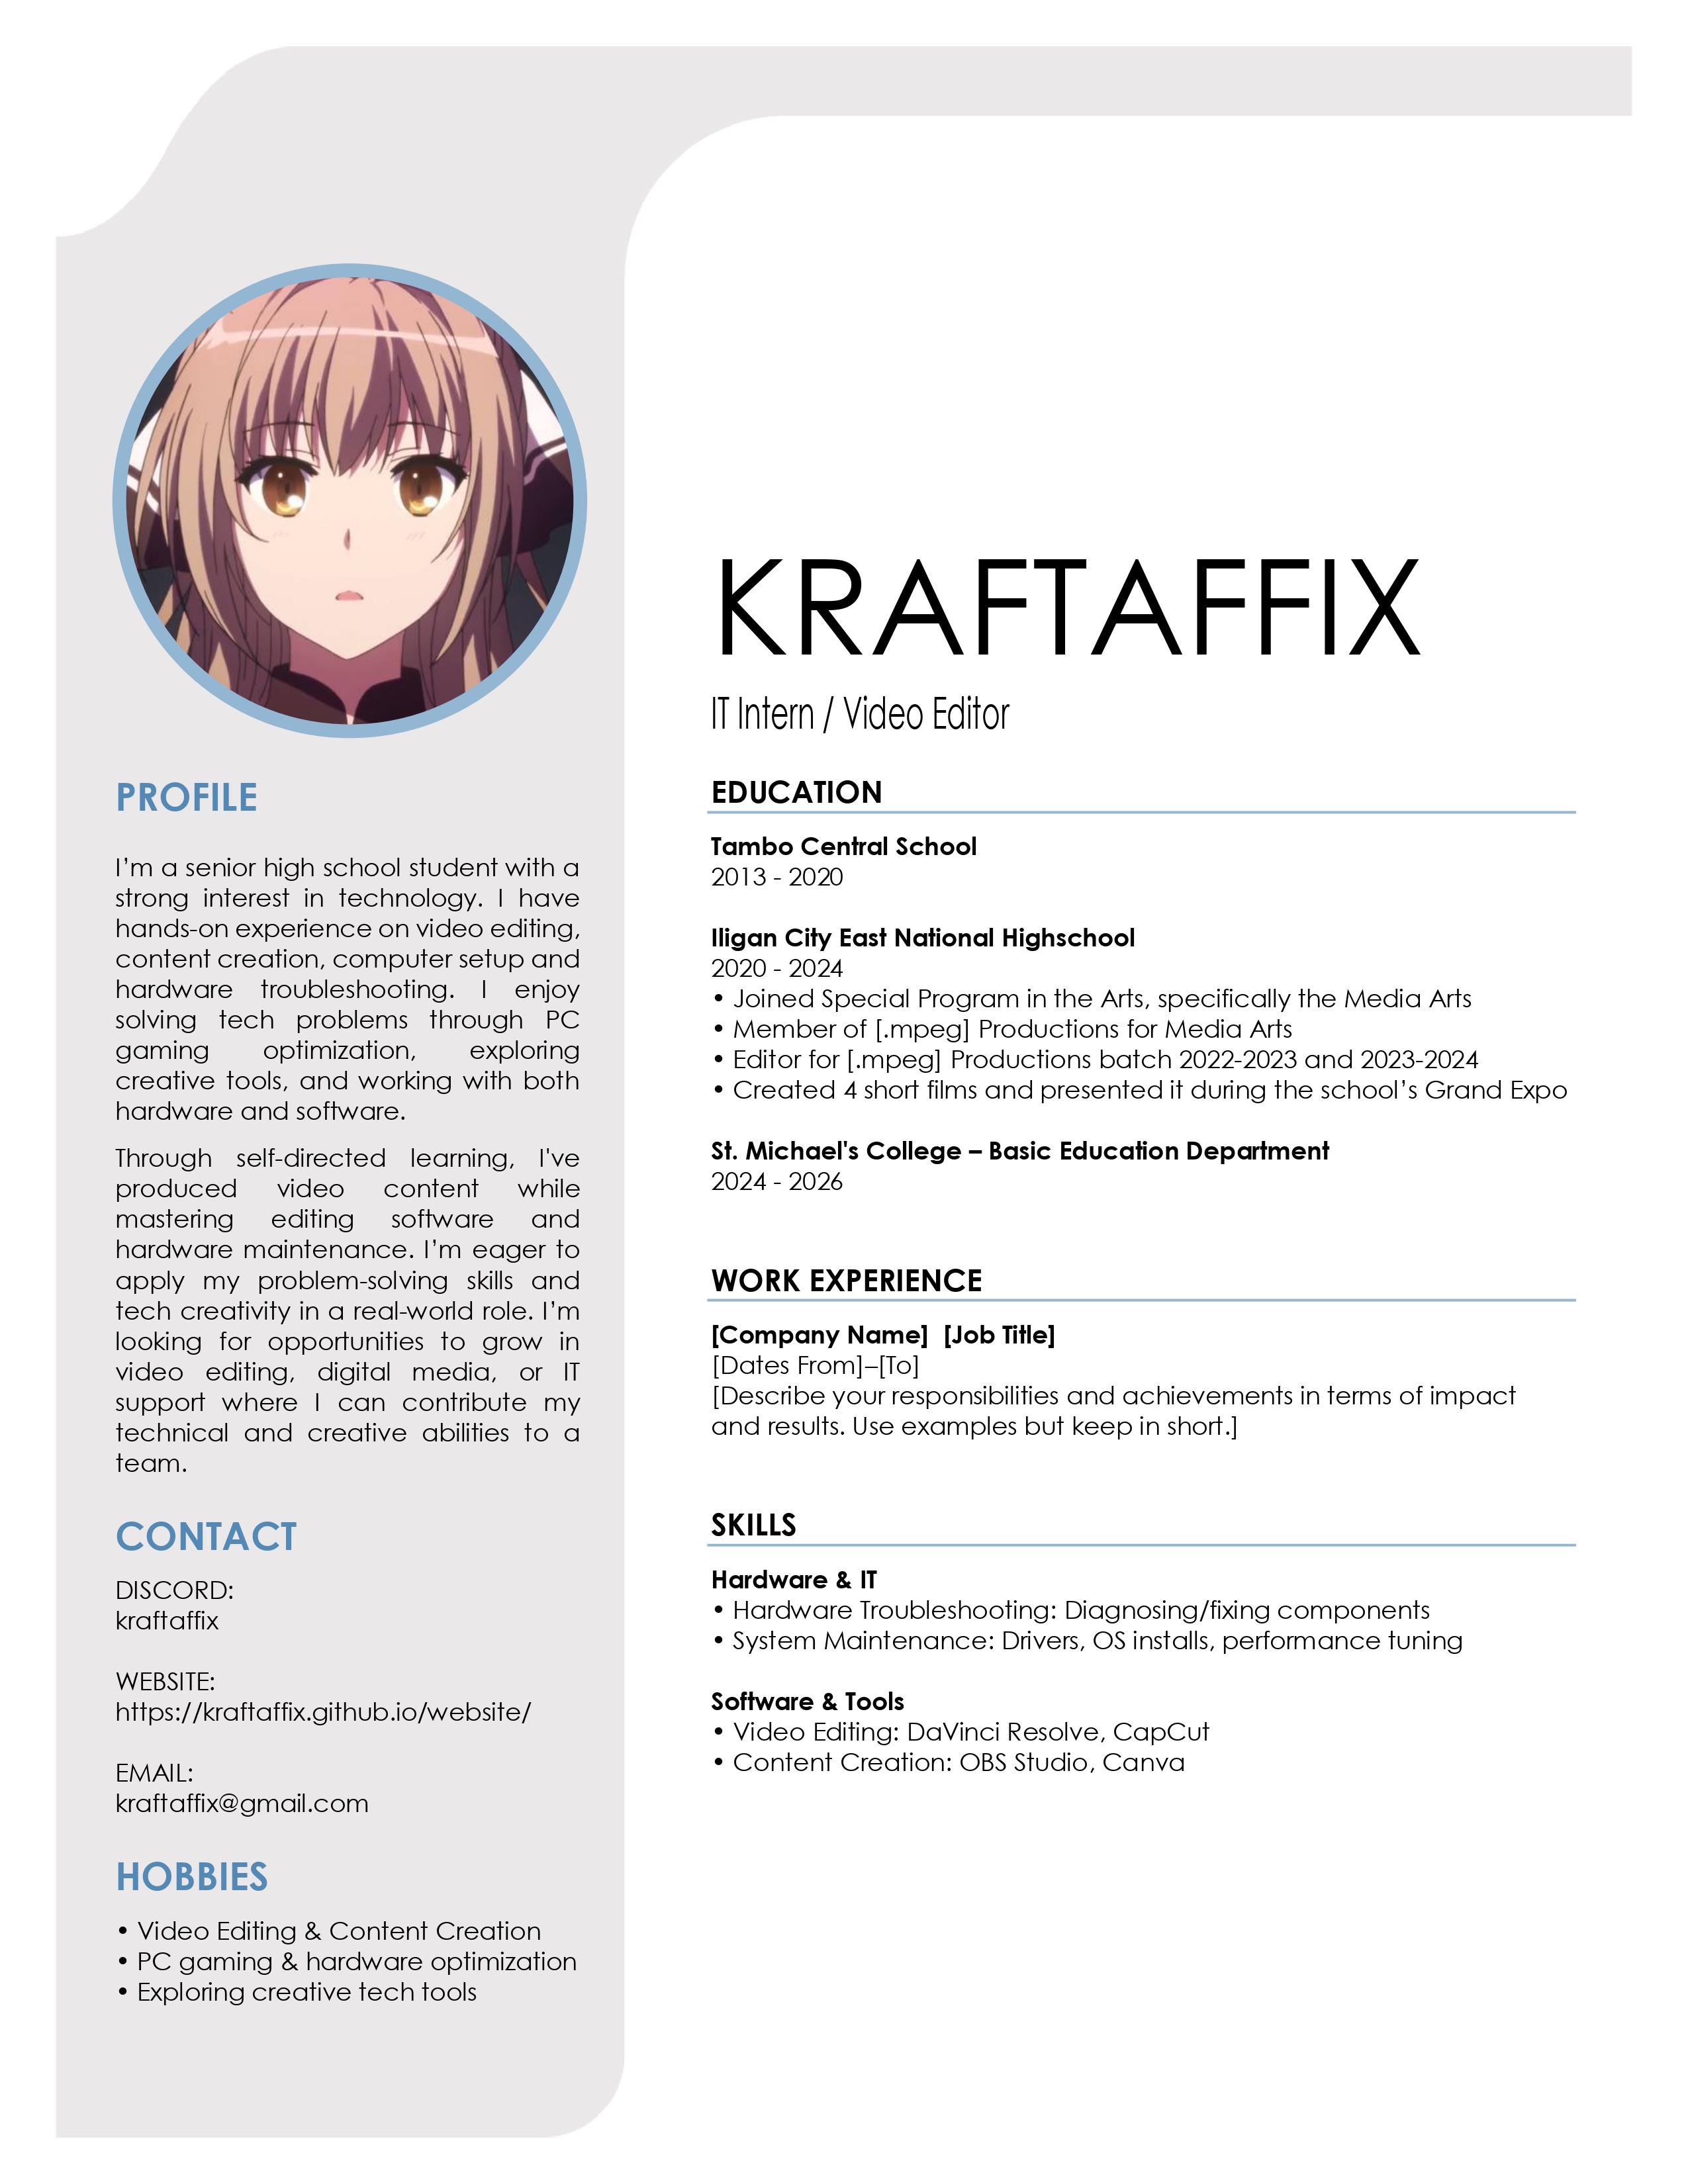 PROFILE
I’m a senior high school student with a
strong interest in technology. I have
hands-on experience on video editing,
content creation, computer setup and
hardware troubleshooting. I enjoy
solving tech problems through PC
gaming optimization, exploring
creative tools, and working with both
hardware and software.
Through self-directed learning, I've
produced video content while
mastering editing software and
hardware maintenance. I’m eager to
apply my problem-solving skills and
tech creativity in a real-world role. I’m
looking for opportunities to grow in
video editing, digital media, or IT
support where I can contribute my
technical and creative abilities to a
team.
CONTACT
DISCORD:
kraftaffix
WEBSITE:
https://kraftaffix.github.io/website/
EMAIL:
kraftaffix@gmail.com
HOBBIES
• Video Editing & Content Creation
• PC gaming & hardware optimization
• Exploring creative tech tools
KRAFTAFFIX
IT Intern / Video Editor
EDUCATION
Tambo Central School
2013 - 2020
Iligan City East National Highschool
2020 - 2024
• Joined Special Program in the Arts, specifically the Media Arts
• Member of [.mpeg] Productions for Media Arts
• Editor for [.mpeg] Productions batch 2022-2023 and 2023-2024
• Created 4 short films and presented it during the school’s Grand Expo
St. Michael's College – Basic Education Department
2024 - 2026
WORK EXPERIENCE
[Company Name]  [Job Title]
[Dates From]–[To]
[Describe your responsibilities and achievements in terms of impact
and results. Use examples but keep in short.]
SKILLS
Hardware & IT
• Hardware Troubleshooting: Diagnosing/fixing components
• System Maintenance: Drivers, OS installs, performance tuning
Software & Tools
• Video Editing: DaVinci Resolve, CapCut
• Content Creation: OBS Studio, Canva